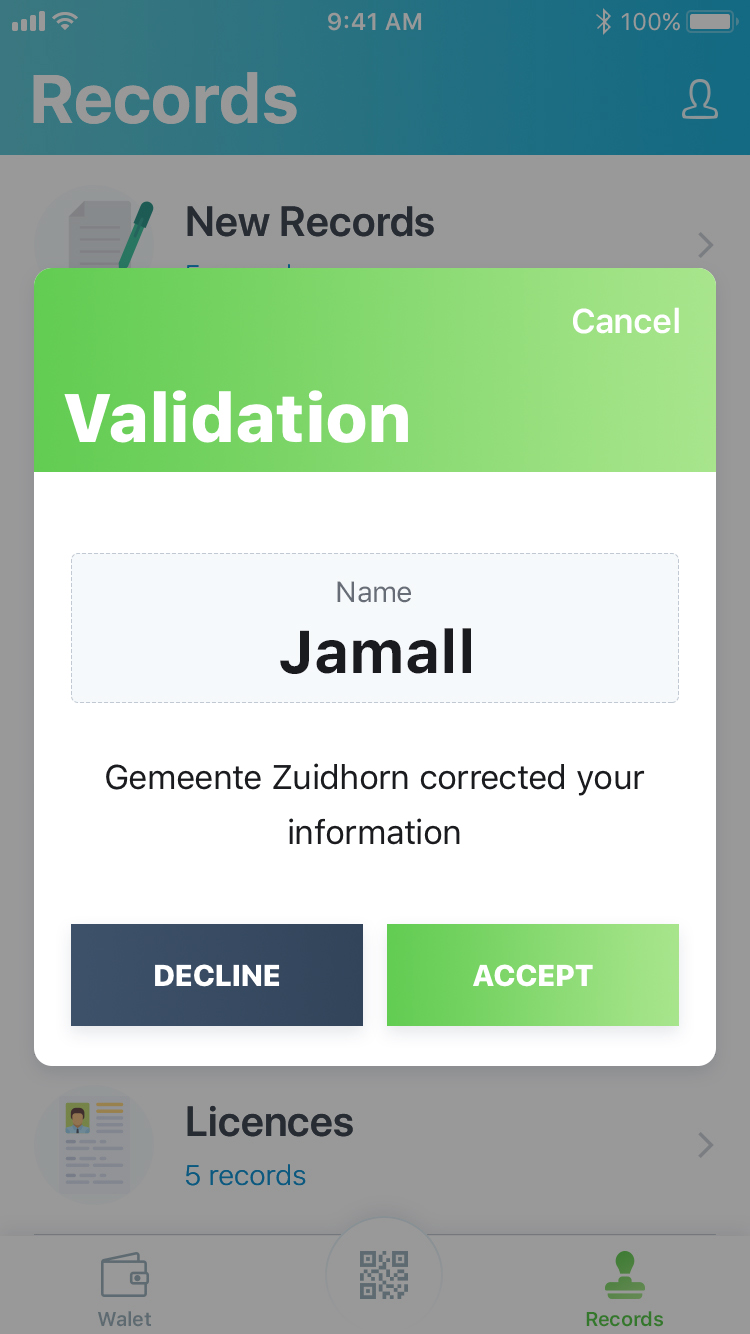 9:41 AM
100%
Records
New Records
Cancel
Validation
Name
Jamall
Gemeente Zuidhorn corrected your
information
DECLINE
ACCEPT
Licences
5 records
Walet
Records